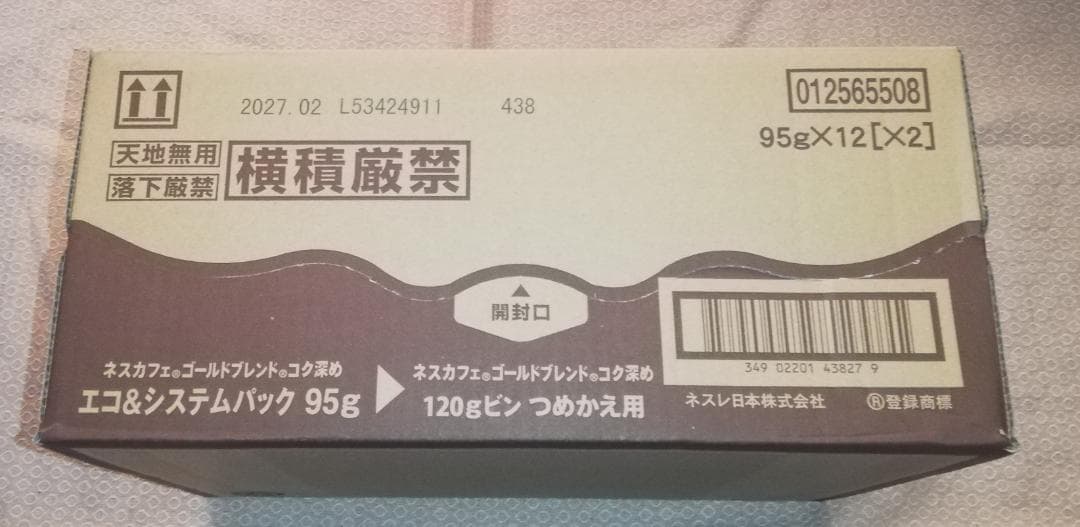 2027.02 L53424911 438
012565508
95g×12[×2]
天地無用
落下厳禁
横積厳禁
開封口
ネスカフェ®ゴールドブレンド®コク深め
エコ&システムパック 95g
ネスカフェ®ゴールドブレンド®コク深め
120gビン つめかえ用
349 02201 43827 9
ネスレ日本株式会社 ®登録商標